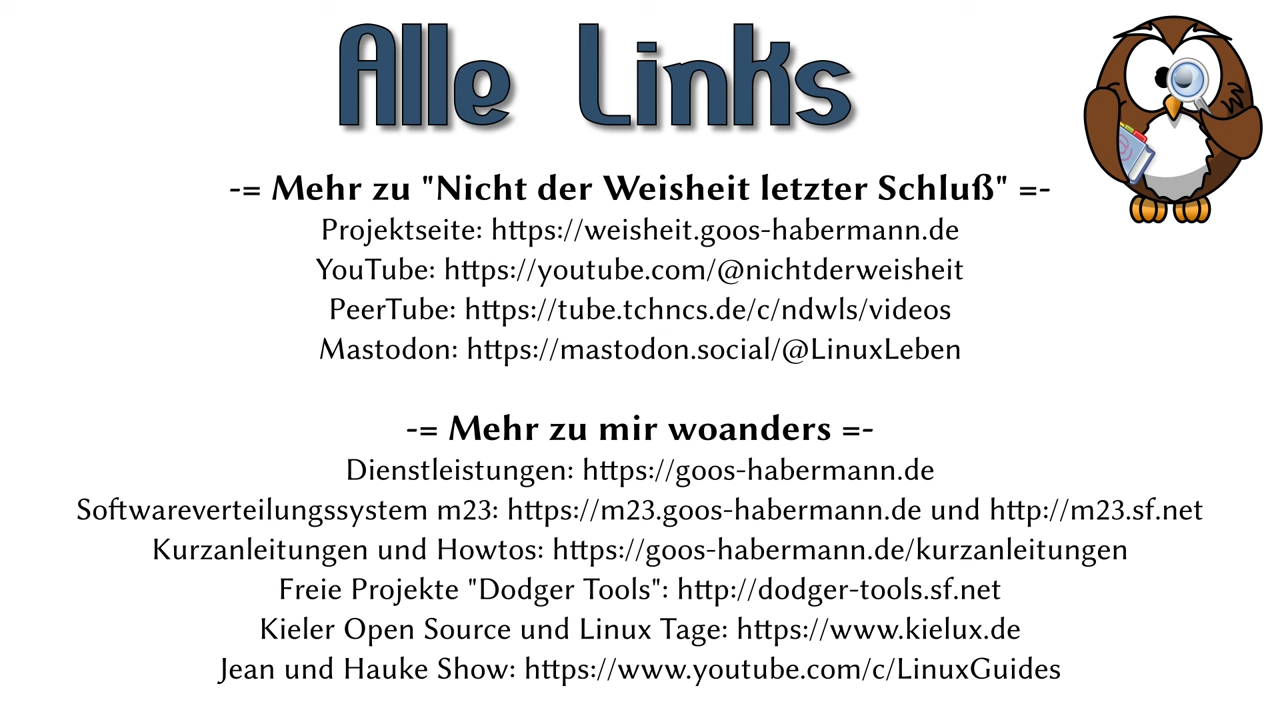 Alle Links
-= Mehr zu "Nicht der Weisheit letzter Schluß" =-
Projektseite: https://weisheit.goos-habermann.de
YouTube: https://youtube.com/@nichtderweisheit
PeerTube: https://tube.tchncs.de/c/ndwls/videos
Mastodon: https://mastodon.social/@LinuxLeben
-= Mehr zu mir woanders =-
Dienstleistungen: https://goos-habermann.de
Softwareverteilungssystem m23: https://m23.goos-habermann.de und http://m23.sf.net
Kurzanleitungen und Howtos: https://goos-habermann.de/kurzanleitungen
Freie Projekte "Dodger Tools": http://dodger-tools.sf.net
Kieler Open Source und Linux Tage: https://www.kielux.de
Jean und Hauke Show: https://www.youtube.com/c/LinuxGuides